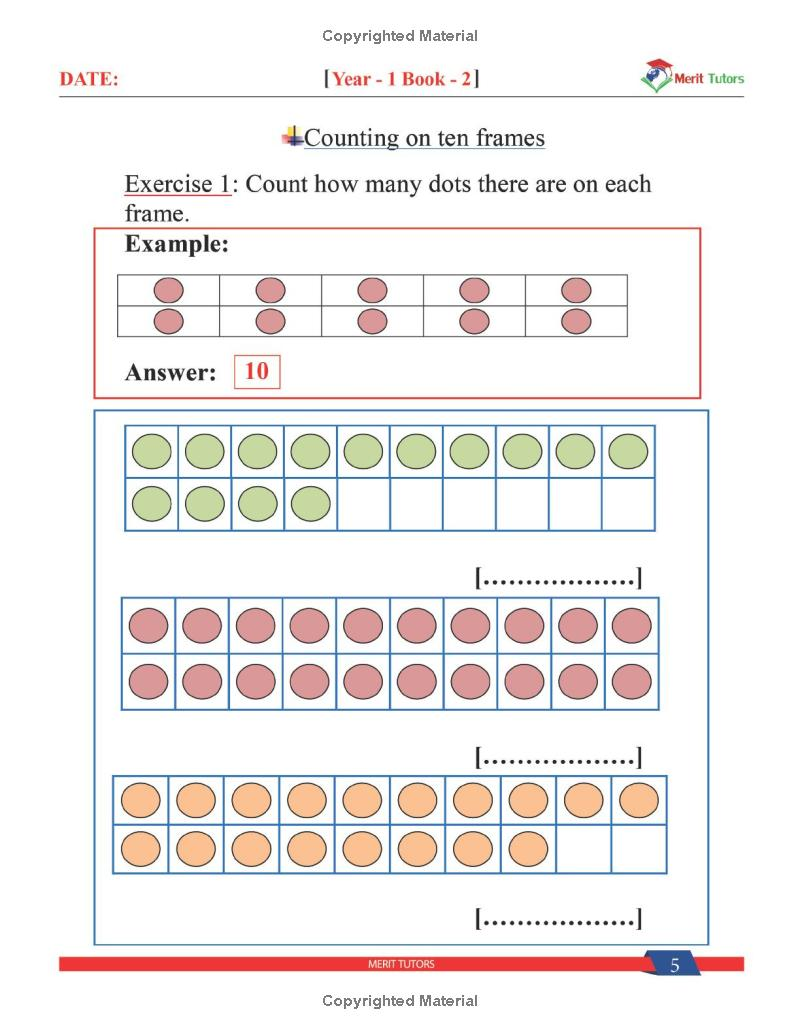 Copyrighted Material
DATE:
[Year - 1 Book - 2]
Merit Tutors
Counting on ten frames
Exercise 1: Count how many dots there are on each
frame.
Example:
Answer: 10
[..................]
[..................]
[..................]
MERIT TUTORS
5
Copyrighted Material